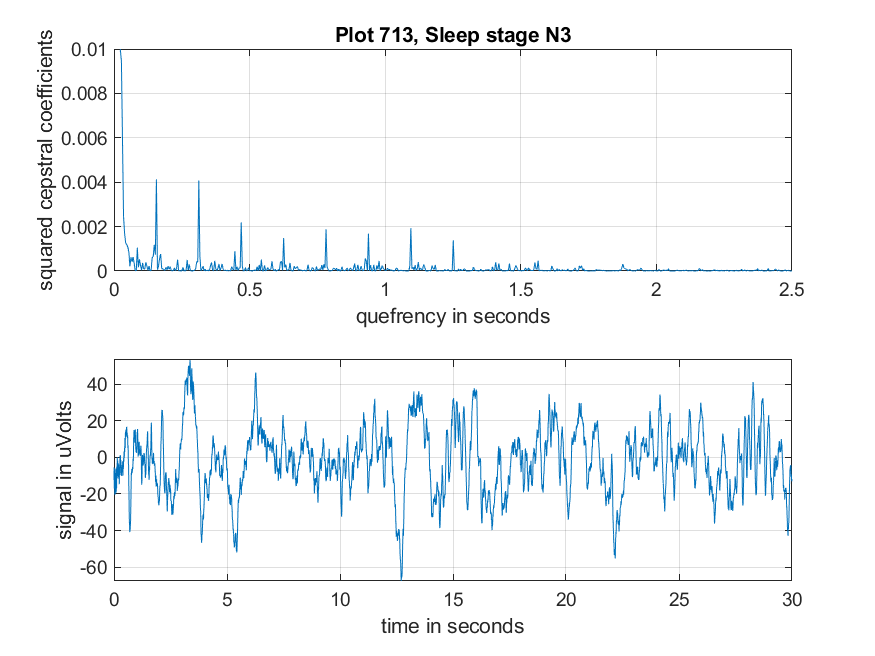 Plot 713, Sleep stage N3
squared cepstral coefficients
0.01
0.008
0.006
0.004
0.002
0
0 0.5 1 1.5 2 2.5
quefrency in seconds
signal in uVolts
40
20
0
-20
-40
-60
0 5 10 15 20 25 30
time in seconds